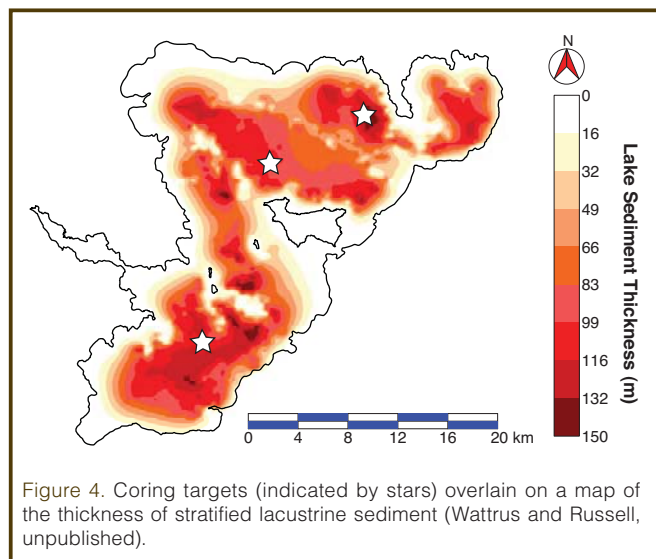 N
0
16
32
49
66
83
99
116
132
150
Lake Sediment Thickness (m)
0 4 8 12 16 20 km
Figure 4. Coring targets (indicated by stars) overlain on a map of
the thickness of stratified lacustrine sediment (Wattrus and Russell,
unpublished).